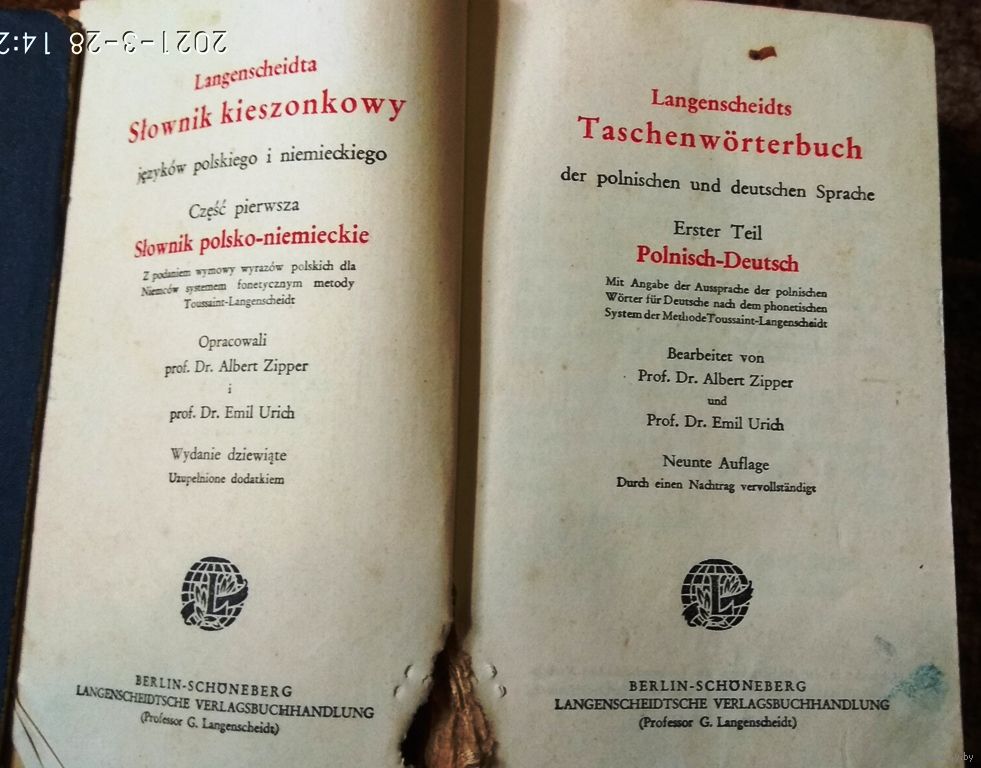 2021-3-28 14:2
Langenscheidta
Słownik kieszonkowy
języków polskiego i niemieckiego
Część pierwsza
Słownik polsko-niemieckie
Z podaniem wymowy wyrazów polskich dla
Niemców systemem fonetycznym metody
Toussaint-Langenscheidt
Opracowali
prof. Dr. Albert Zipper
i
prof. Dr. Emil Urich
Wydanie dziewiąte
Uzupełnione dodatkiem
L
BERLIN-SCHÖNEBERG
LANGENSCHEIDTSCHE VERLAGSBUCHHANDLUNG
(Professor G. Langenscheidt)
Langenscheidts
Taschenwörterbuch
der polnischen und deutschen Sprache
Erster Teil
Polnisch-Deutsch
Mit Angabe der Aussprache der polnischen
Wörter für Deutsche nach dem phonetischen
System der Methode Toussaint-Langenscheidt
Bearbeitet von
Prof. Dr. Albert Zipper
und
Prof. Dr. Emil Urich
Neunte Auflage
Durch einen Nachtrag vervollständigt
L
BERLIN-SCHÖNEBERG
LANGENSCHEIDTSCHE VERLAGSBUCHHANDLUNG
(Professor G. Langenscheidt)